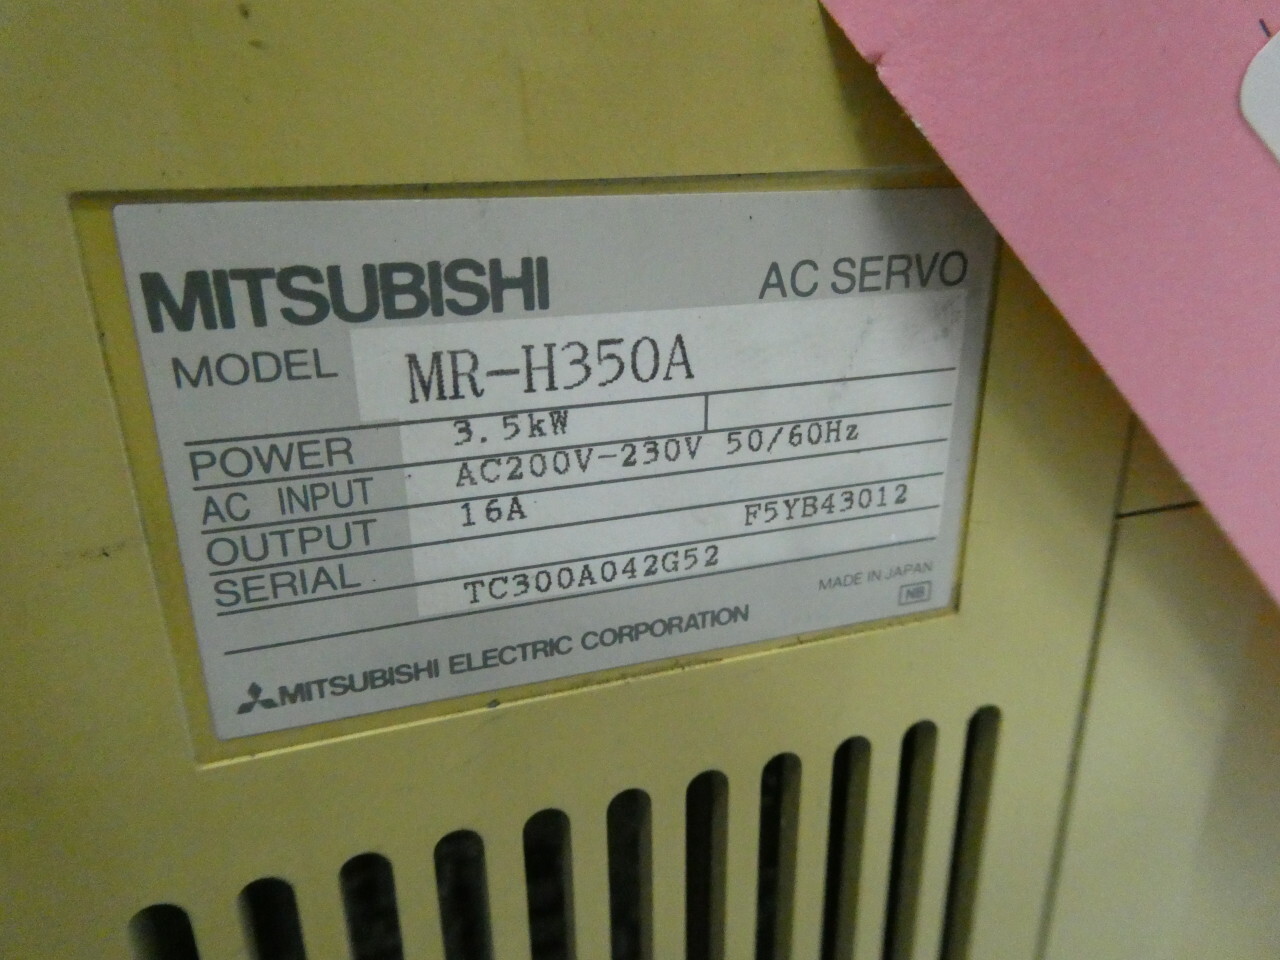 MITSUBISHI AC SERVO
MODEL MR-H350A
POWER 3.5kW
AC INPUT AC200V-230V 50/60Hz
OUTPUT 16A
SERIAL F5YB43012
TC300A042G52
MITSUBISHI ELECTRIC CORPORATION MADE IN JAPAN
NB